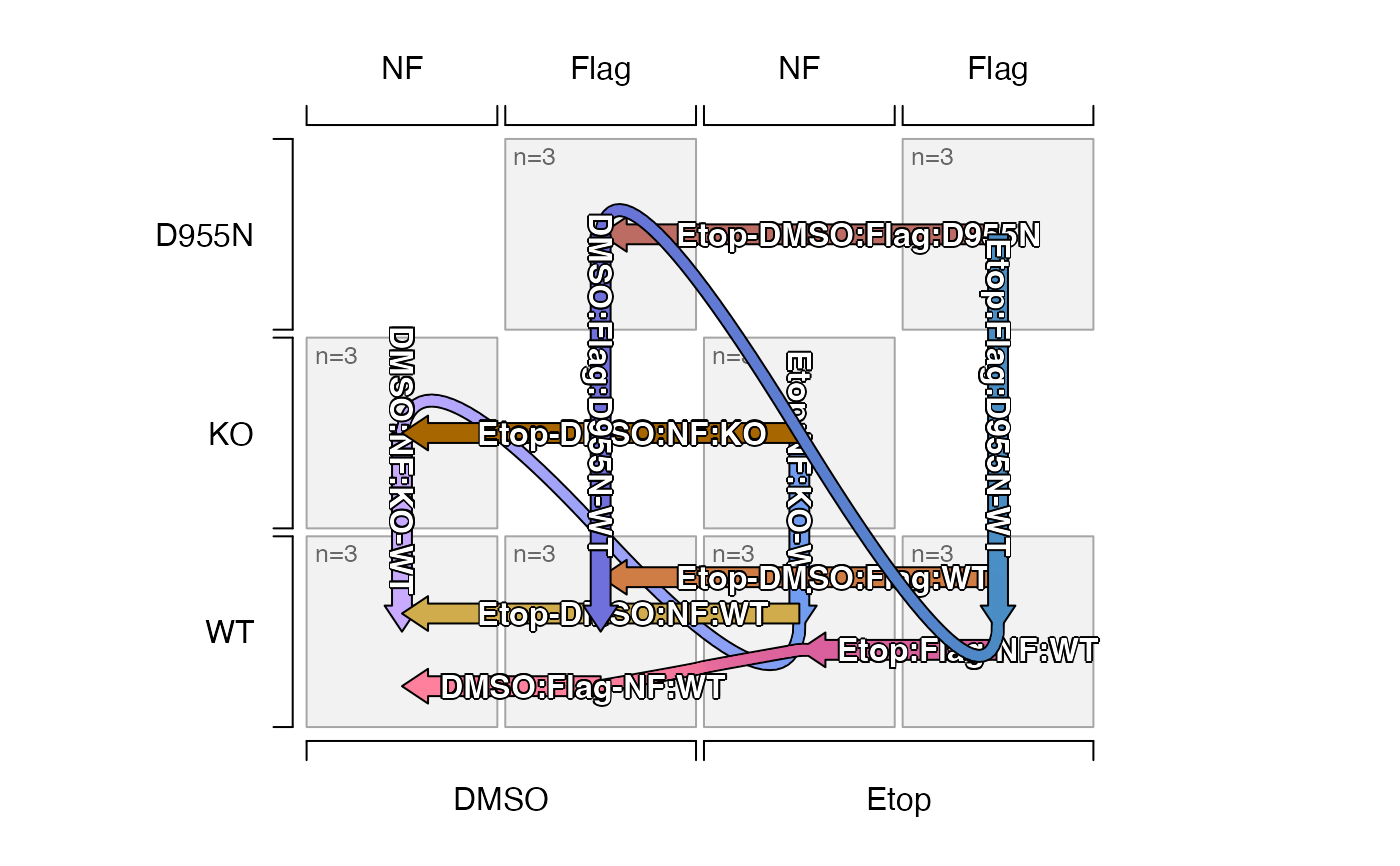 NF Flag NF Flag
n=3 n=3
D955N
Etop-DMSO:Flag:D955N
DMSO:Flag:D955N-WT
Etop:Flag:D955N-WT
n=3 n=3
KO
DMSO:NF:KO-WT
Etop-DMSO:NF:KO
Etop:NF:KO-WT
n=3 n=3 n=3 n=3
Etop-DMSO:Flag:WT
Etop-DMSO:NF:WT
WT
Etop:Flag-NF:WT
DMSO:Flag-NF:WT
DMSO Etop